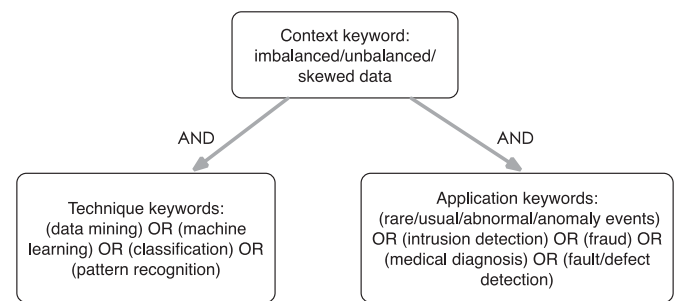 Context keyword:
imbalanced/unbalanced/
skewed data
AND
AND
Technique keywords:
(data mining) OR (machine
learning) OR (classification) OR
(pattern recognition)
Application keywords:
(rare/usual/abnormal/anomaly events)
OR (intrusion detection) OR (fraud) OR
(medical diagnosis) OR (fault/defect
detection)